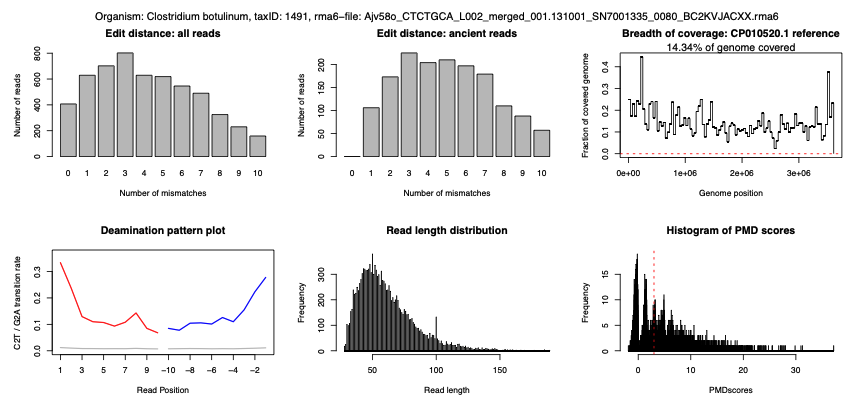 Organism: Clostridium botulinum, taxID: 1491, rma6−file: Ajv58o_CTCTGCA_L002_merged_001.131001_SN7001335_0080_BC2KVJACXX.rma6
Edit distance: all reads
Number of reads
0 200 400 600 800
0 1 2 3 4 5 6 7 8 9 10
Number of mismatches
Edit distance: ancient reads
Number of reads
0 50 100 150 200
0 1 2 3 4 5 6 7 8 9 10
Number of mismatches
Breadth of coverage: CP010520.1 reference
14.34% of genome covered
Fraction of covered genome
0.0 0.1 0.2 0.3 0.4
0e+00 1e+06 2e+06 3e+06
Genome position
Deamination pattern plot
C2T / G2A transition rate
0.0 0.1 0.2 0.3
1 3 5 7 9 −10 −8 −6 −4 −2
Read Position
Read length distribution
Frequency
0 100 200 300
50 100 150
Read length
Histogram of PMD scores
Frequency
0 5 10 15
0 10 20 30
PMDscores